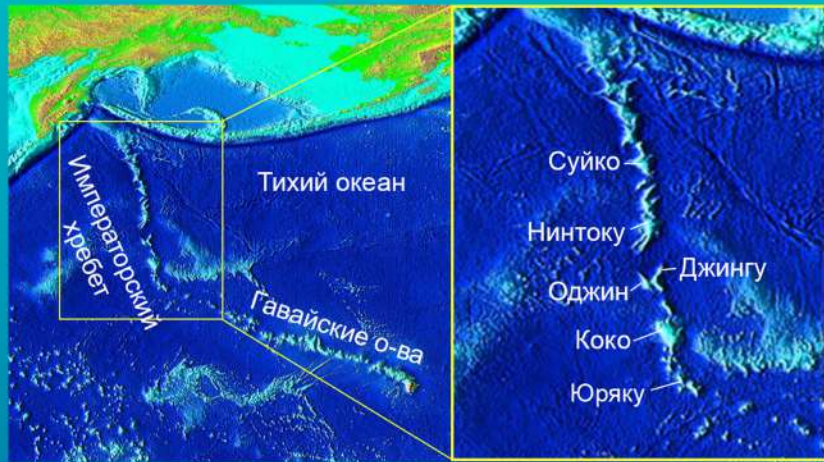 Тихий океан
Императорский
хребет
Гавайские о-ва
Суйко
Нинтоку
Джингу
Оджин
Коко
Юряку